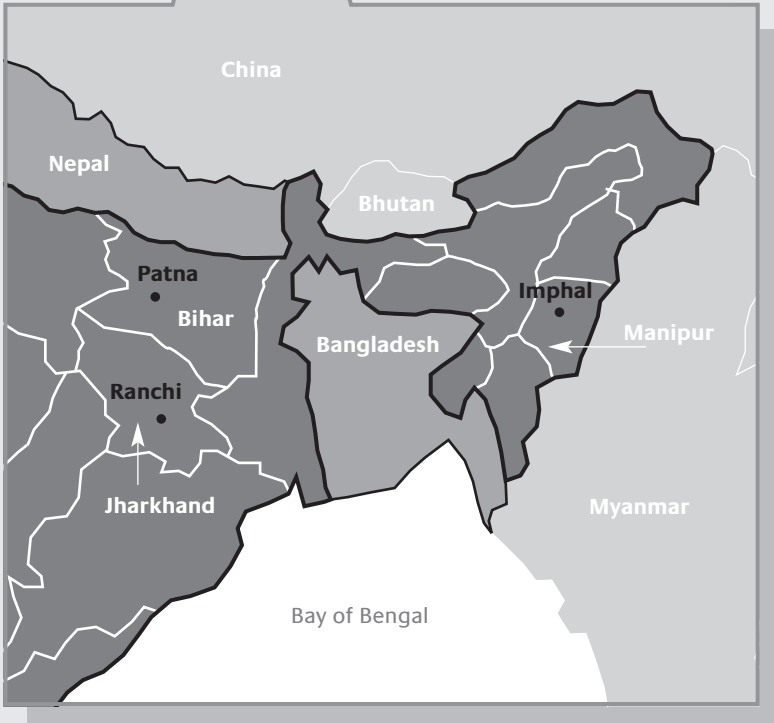 China
Nepal
Bhutan
Patna
Imphal
Bihar
Manipur
Bangladesh
Ranchi
Jharkhand
Myanmar
Bay of Bengal